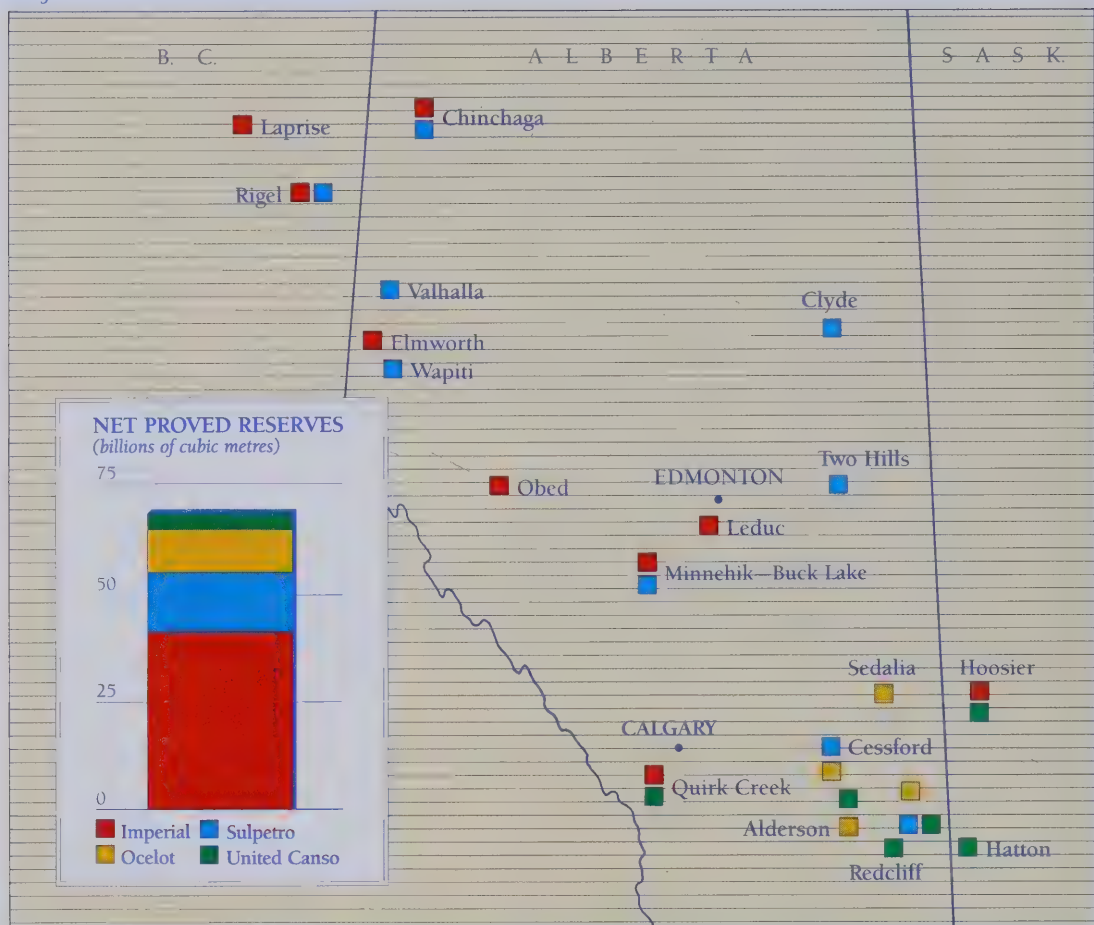 B. C.
ALBERTA
SASK.
Laprise
Chinchaga
Rigel
Valhalla
Clyde
Elmworth
Wapiti
NET PROVED RESERVES
(billions of cubic metres)
75
50
25
0
Imperial
Sulpetro
Ocelot
United Canso
Obed
EDMONTON
Two Hills
Leduc
Minnehik—Buck Lake
Sedalia
Hoosier
CALGARY
Cessford
Quirk Creek
Alderson
Redcliff
Hatton